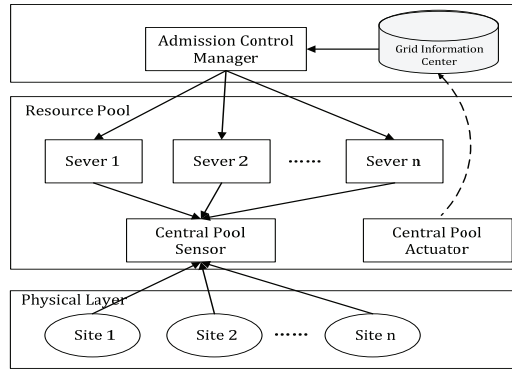 Admission Control
Manager
Grid Information
Center
Resource Pool
Sever 1
Sever 2
......
Sever n
Central Pool
Sensor
Central Pool
Actuator
Physical Layer
Site 1
Site 2
......
Site n